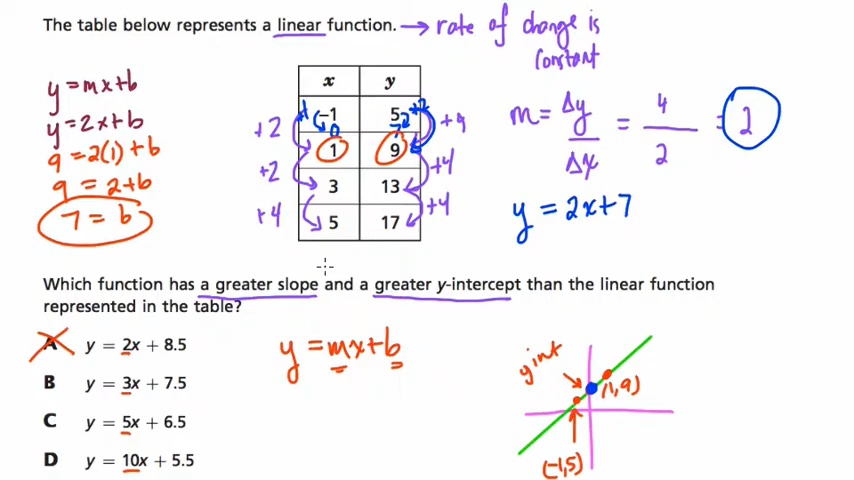 The table below represents a linear function. → rate of change is
constant
y = mx + b
y = 2x + b
9 = 2(1) + b
9 = 2 + b
7 = b
x y
-1 5
0 7
1 9
3 13
5 17
+2
+2
+4
+2
+4
+4
+4
m = Δy/Δx = 4/2 = 2
y = 2x + 7
Which function has a greater slope and a greater y-intercept than the linear function
represented in the table?
A y = 2x + 8.5
B y = 3x + 7.5
C y = 5x + 6.5
D y = 10x + 5.5
y = mx + b
y int
(1,9)
(-1,5)